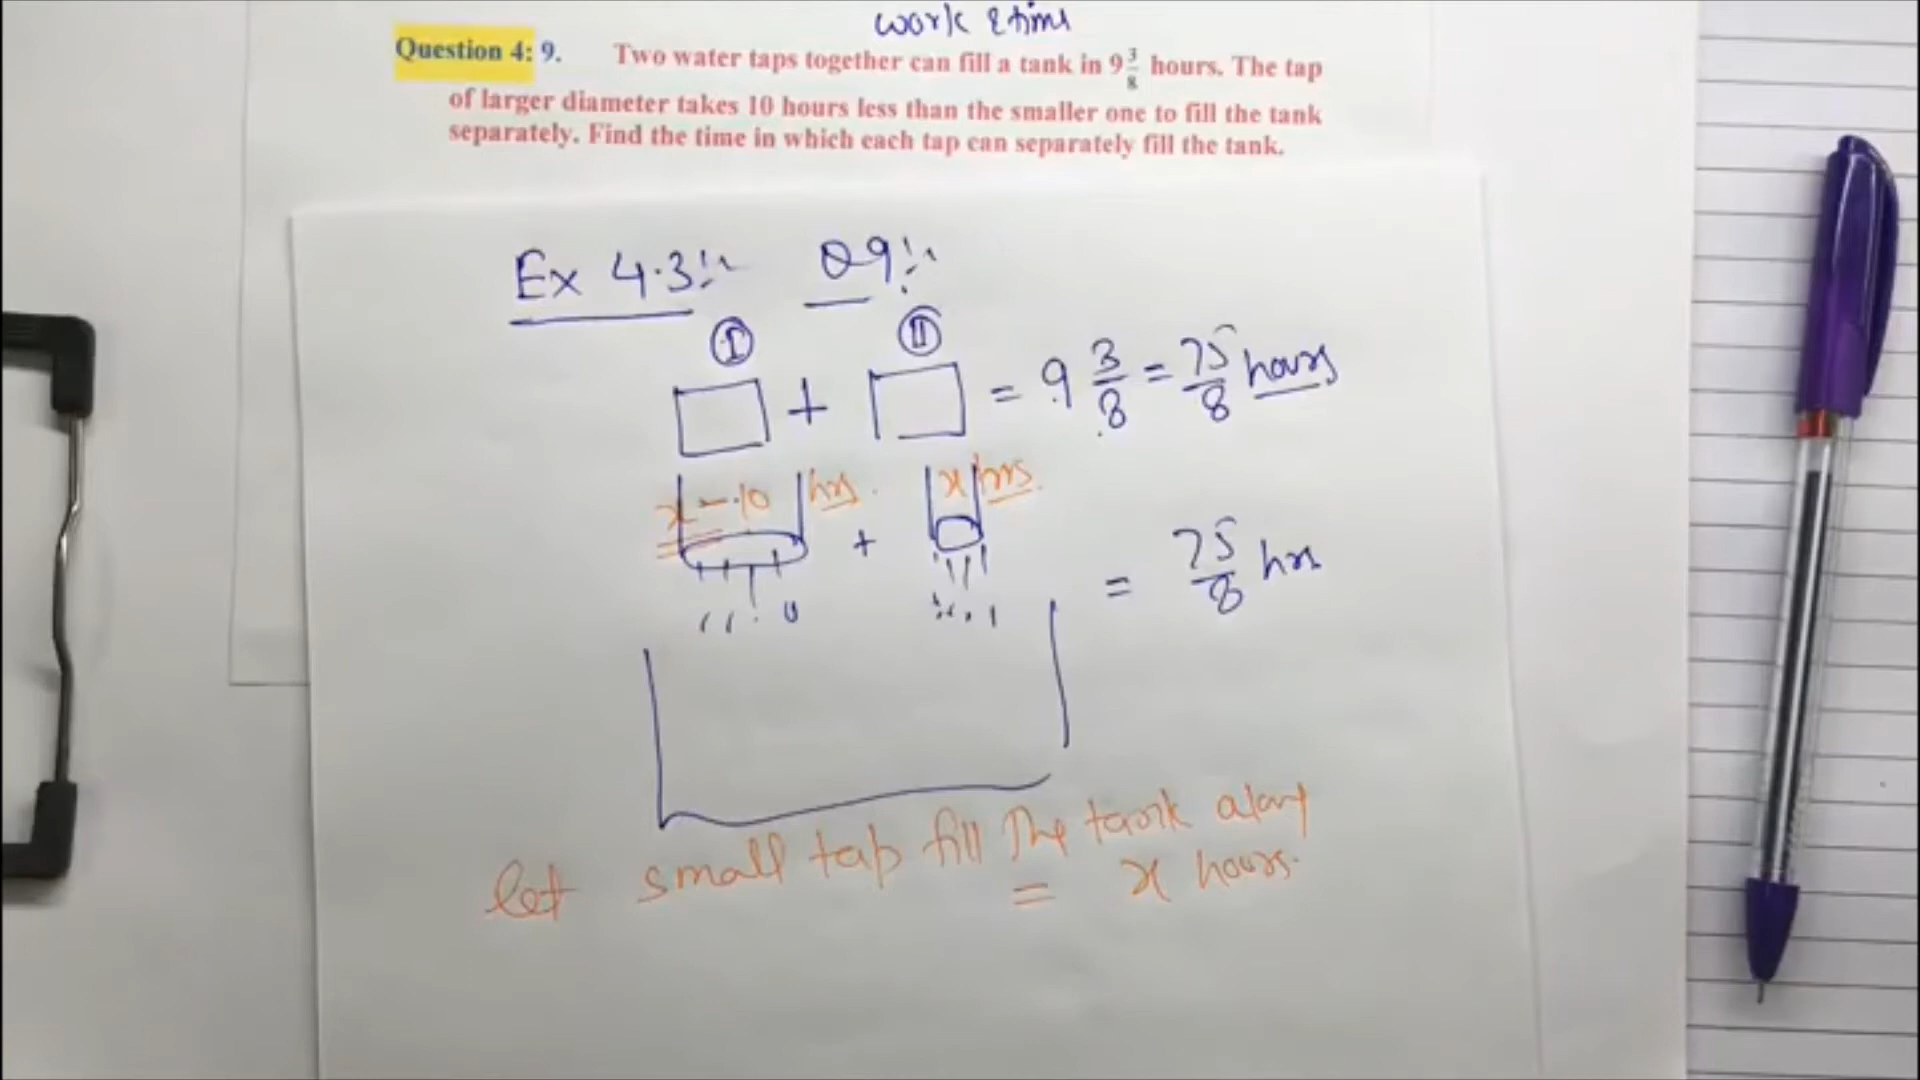 work & time
Question 4: 9. Two water taps together can fill a tank in 9 3/8 hours. The tap
of larger diameter takes 10 hours less than the smaller one to fill the tank
separately. Find the time in which each tap can separately fill the tank.
Ex 4.3:- Q9:-
I II
+ = 9 3/8 = 75/8 hours
x-10 hrs. x hrs.
+ = 75/8 hrs
let small tap fill the tank alony
= x hours.